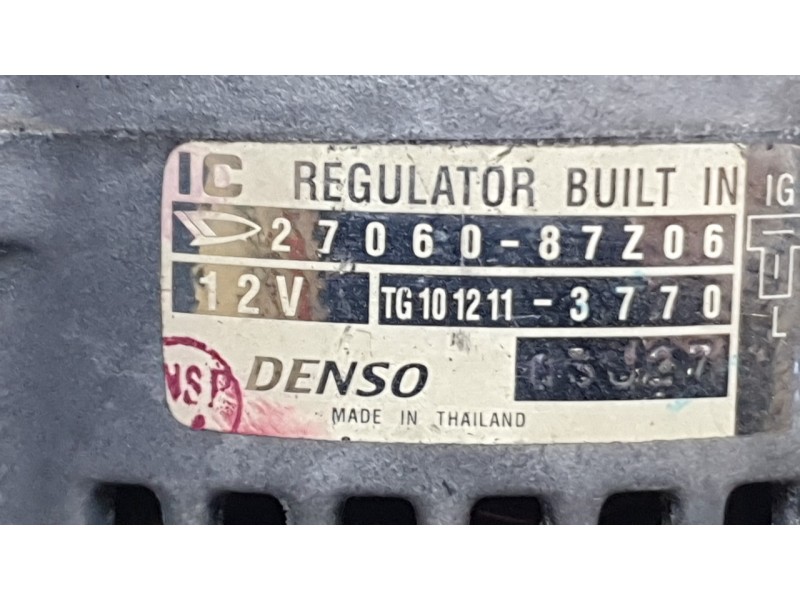 IC REGULATOR BUILT IN
IG
27060-87Z06
12V TG101211-3770
L
DENSO
MADE IN THAILAND